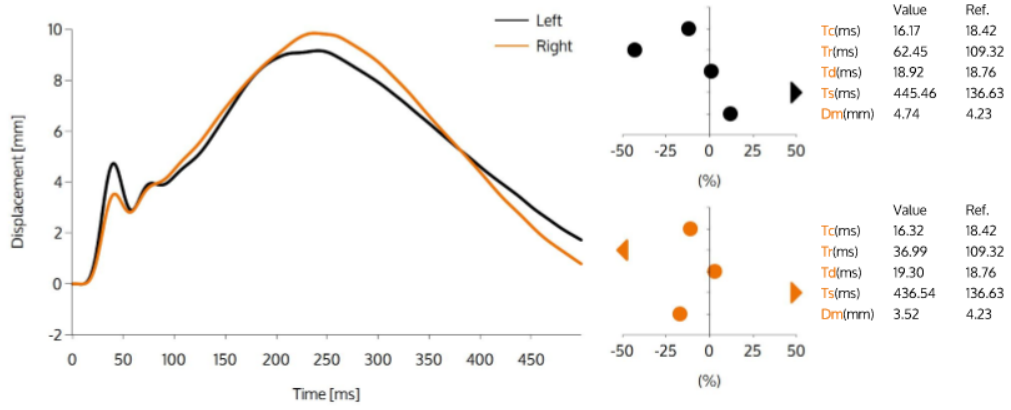 Left
Right
10
8
6
4
2
0
-2
0 50 100 150 200 250 300 350 400 450
Displacement [mm]
Time [ms]
-50 -25 0 25 50
(%)
Value Ref.
Tc(ms) 16.17 18.42
Tr(ms) 62.45 109.32
Td(ms) 18.92 18.76
Ts(ms) 445.46 136.63
Dm(mm) 4.74 4.23
-50 -25 0 25 50
(%)
Value Ref.
Tc(ms) 16.32 18.42
Tr(ms) 36.99 109.32
Td(ms) 19.30 18.76
Ts(ms) 436.54 136.63
Dm(mm) 3.52 4.23